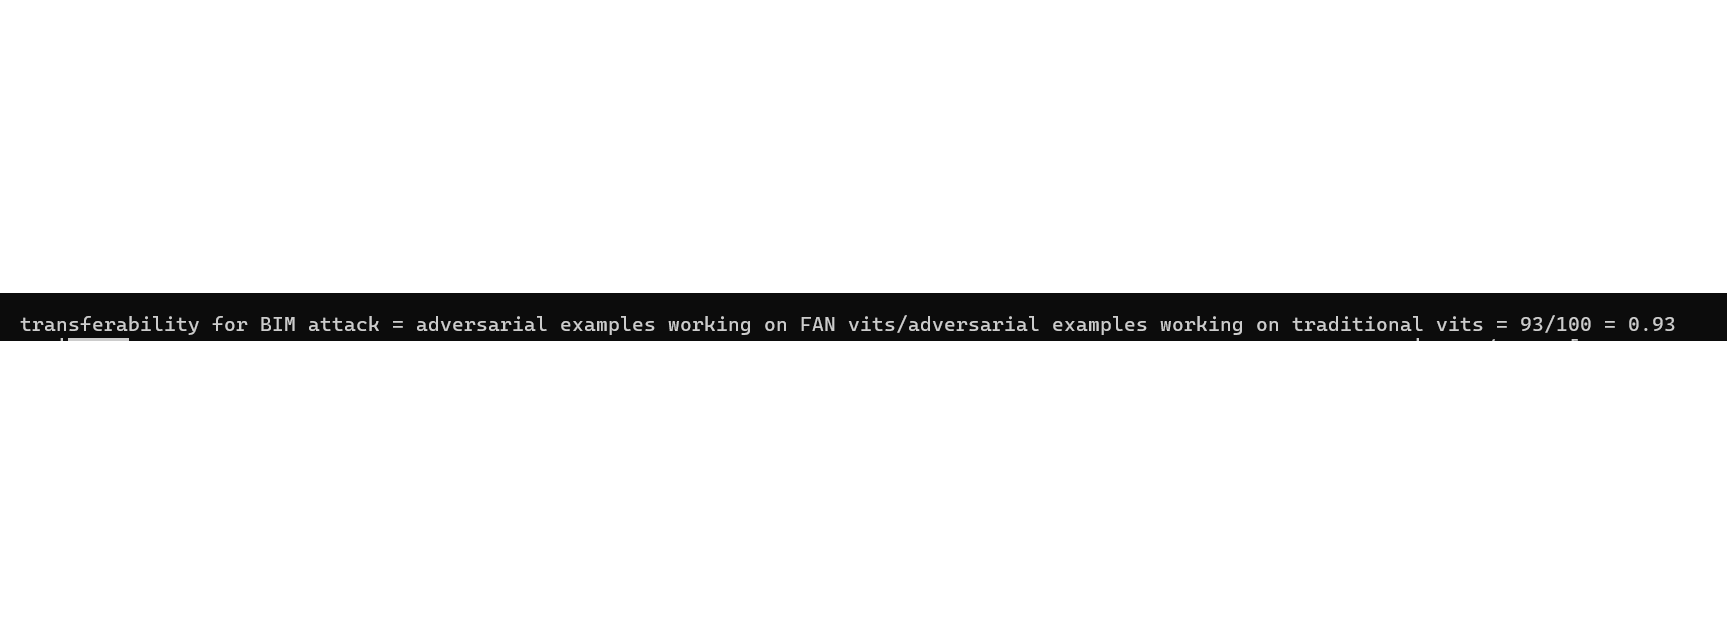 transferability for BIM attack = adversarial examples working on FAN vits/adversarial examples working on traditional vits = 93/100 = 0.93